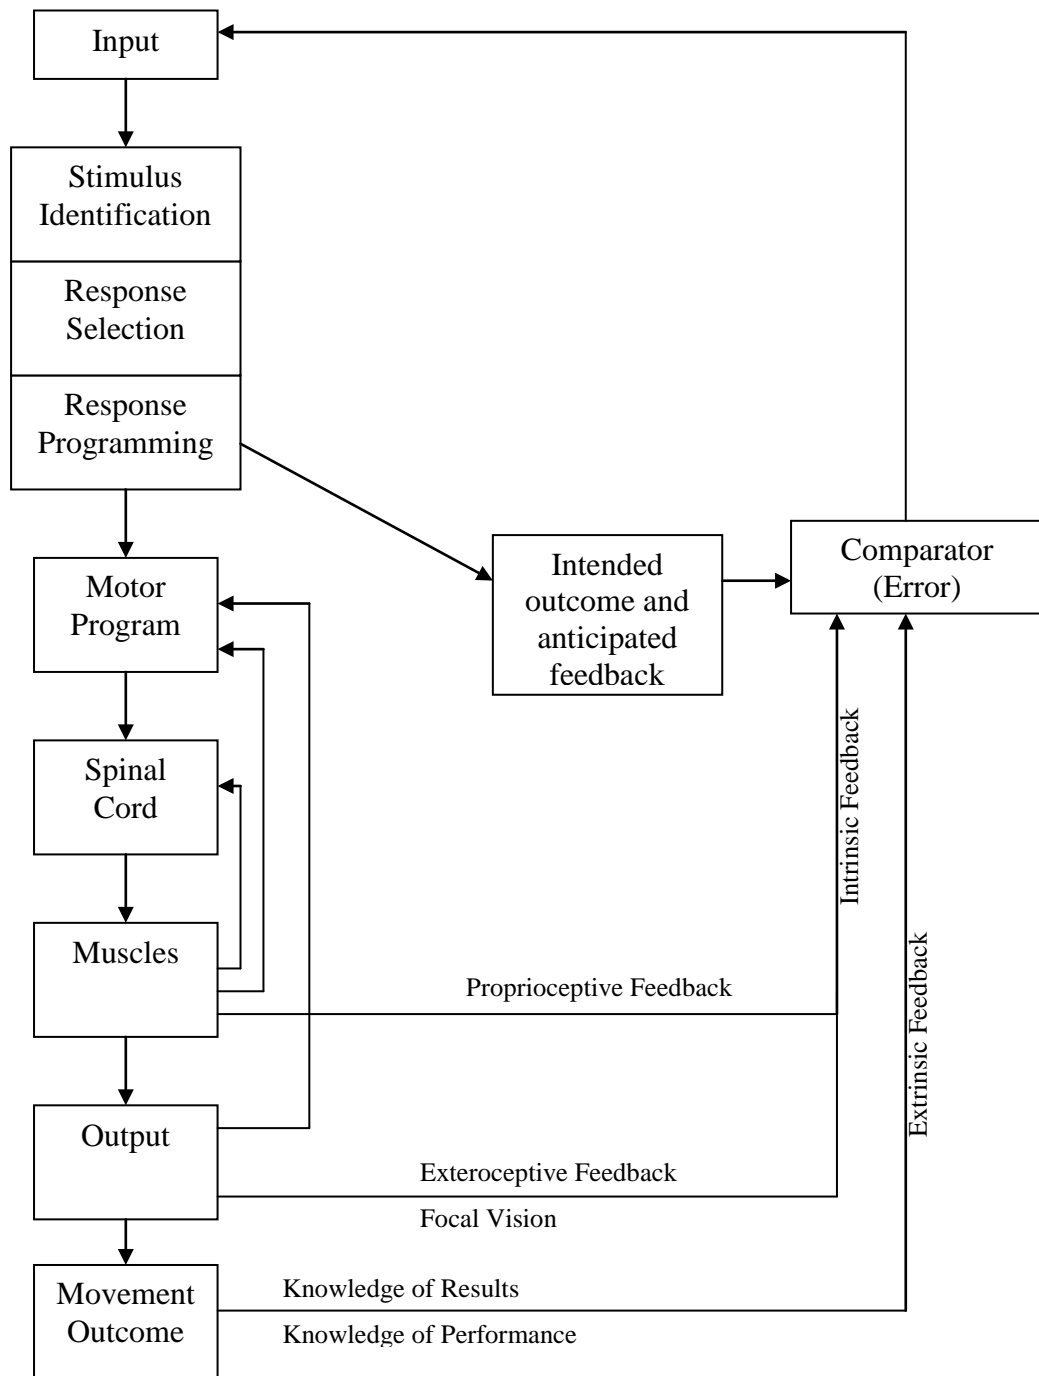 Input
Stimulus
Identification
Response
Selection
Response
Programming
Motor
Program
Intended
outcome and
anticipated
feedback
Comparator
(Error)
Spinal
Cord
Intrinsic Feedback
Muscles
Proprioceptive Feedback
Extrinsic Feedback
Output
Exteroceptive Feedback
Focal Vision
Movement
Outcome
Knowledge of Results
Knowledge of Performance